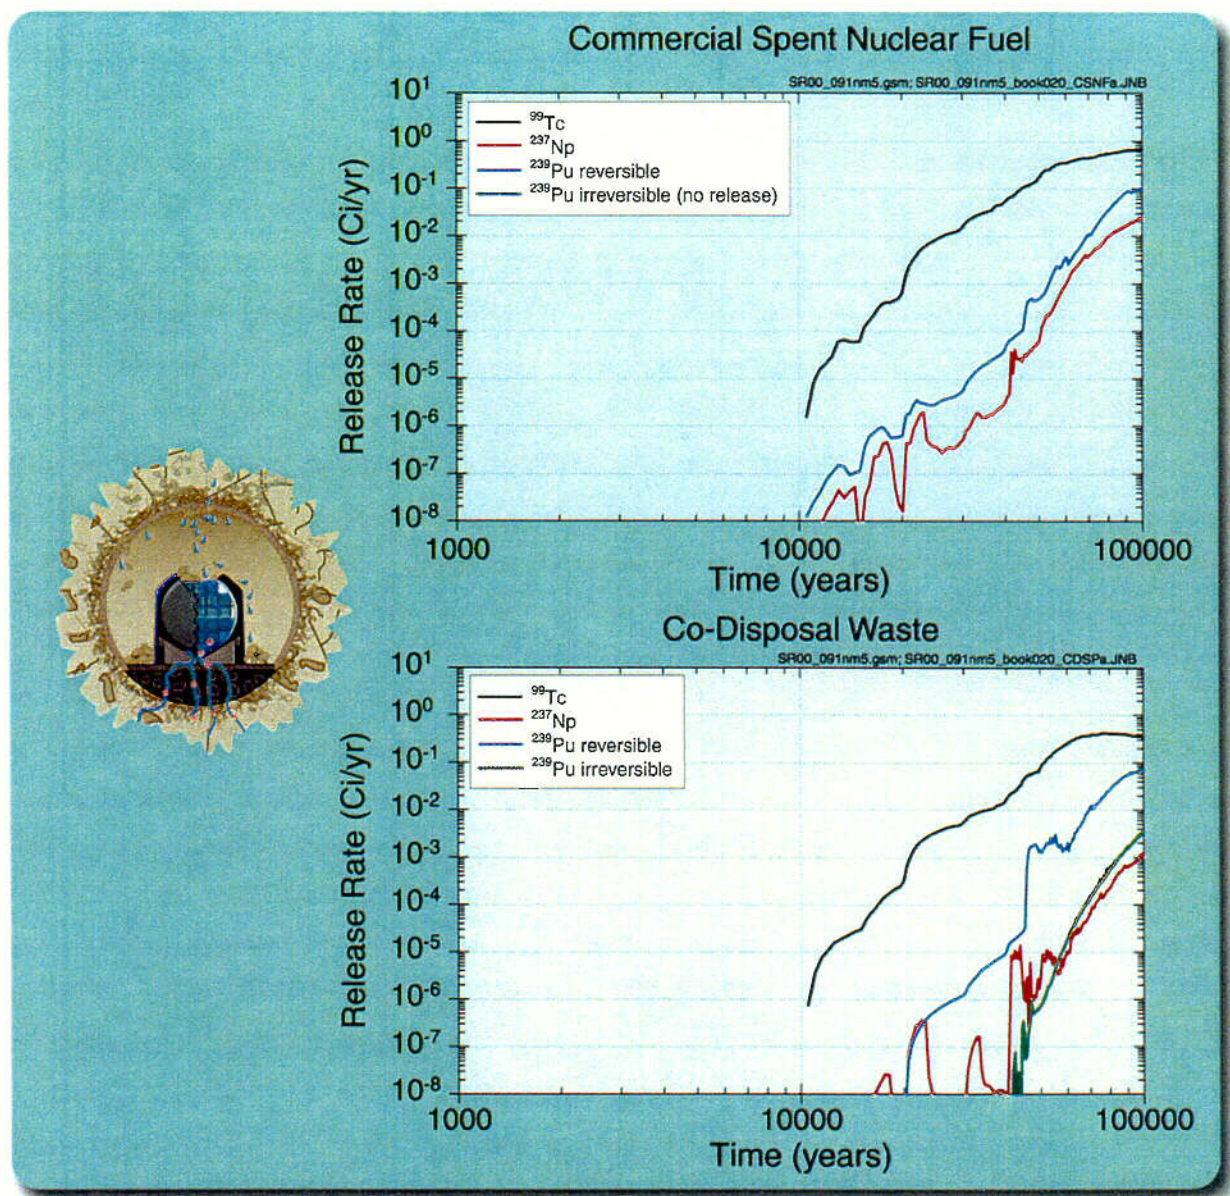 Commercial Spent Nuclear Fuel
SR00_091nm5.gsm; SR00_091nm5_book020_CSNFa.JNB
⁹⁹Tc
²³⁷Np
²³⁹Pu reversible
²³⁹Pu irreversible (no release)
10¹
10⁰
10⁻¹
10⁻²
10⁻³
10⁻⁴
10⁻⁵
10⁻⁶
10⁻⁷
10⁻⁸
Release Rate (Ci/yr)
1000 10000 100000
Time (years)
Co-Disposal Waste
SR00_091nm5.gsm; SR00_091nm5_book020_CDSPa.JNB
⁹⁹Tc
²³⁷Np
²³⁹Pu reversible
²³⁹Pu irreversible
10¹
10⁰
10⁻¹
10⁻²
10⁻³
10⁻⁴
10⁻⁵
10⁻⁶
10⁻⁷
10⁻⁸
Release Rate (Ci/yr)
1000 10000 100000
Time (years)